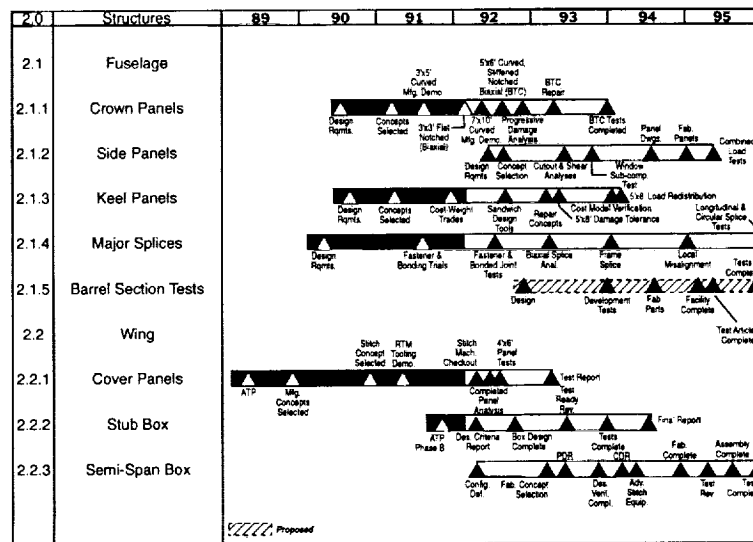 2.0 Structures 89 90 91 92 93 94 95
2.1 Fuselage
3'x5'
Curved
Mfg. Demo
5'x6' Curved,
Stiffened
Notched
Biaxial (BTC)
BTC
Repair
2.1.1 Crown Panels
Design
Rqmts.
Concepts
Selected
3'x3' Flat
Notched
(Biaxial)
7'x10'
Curved
Mfg. Demo.
Progressive
Damage
Analysis
BTC Tests
Completed
Panel
Dwgs.
Fab.
Panels
Combined
Load
Tests
2.1.2 Side Panels
Design
Rqmts
Concept
Selection
Cutout & Shear
Analyses
Window
Sub-comp.
Test
2.1.3 Keel Panels
Design
Rqmts.
Concepts
Selected
Cost/Weight
Trades
Sandwich
Design
Tools
Repair
Concepts
Cost Model Verification
5'x8' Damage Tolerance
5'x8' Load Redistribution
Longitudinal &
Circular Splice
Tests
2.1.4 Major Splices
Design
Rqmts.
Fastener &
Bonding Trials
Fastener &
Bonded Joint
Tests
Biaxial Splice
Anal.
Frame
Splice
Local
Misalignment
Tests
2.1.5 Barrel Section Tests
Design
Development
Tests
Fab
Parts
Facility
Complete
Test Article
2.2 Wing
Stitch
Concept
Selected
RTM
Tooling
Demo.
Stitch
Mach.
Checkout
4'x6'
Panel
Tests
2.2.1 Cover Panels
ATP
Mfg.
Concepts
Selected
Completed
Panel
Analysis
Test Report
Test
Ready
Rev.
2.2.2 Stub Box
ATP
Phase B
Des. Criteria
Report
Box Design
Complete
Tests
Complete
Final Report
PDR
CDR
Fab.
Complete
Assembly
Complete
2.2.3 Semi-Span Box
Config.
Def.
Fab. Concept
Selection
Des.
Veri.
Compl.
Adv.
Stitch
Equip.
Test
Rev
Proposed